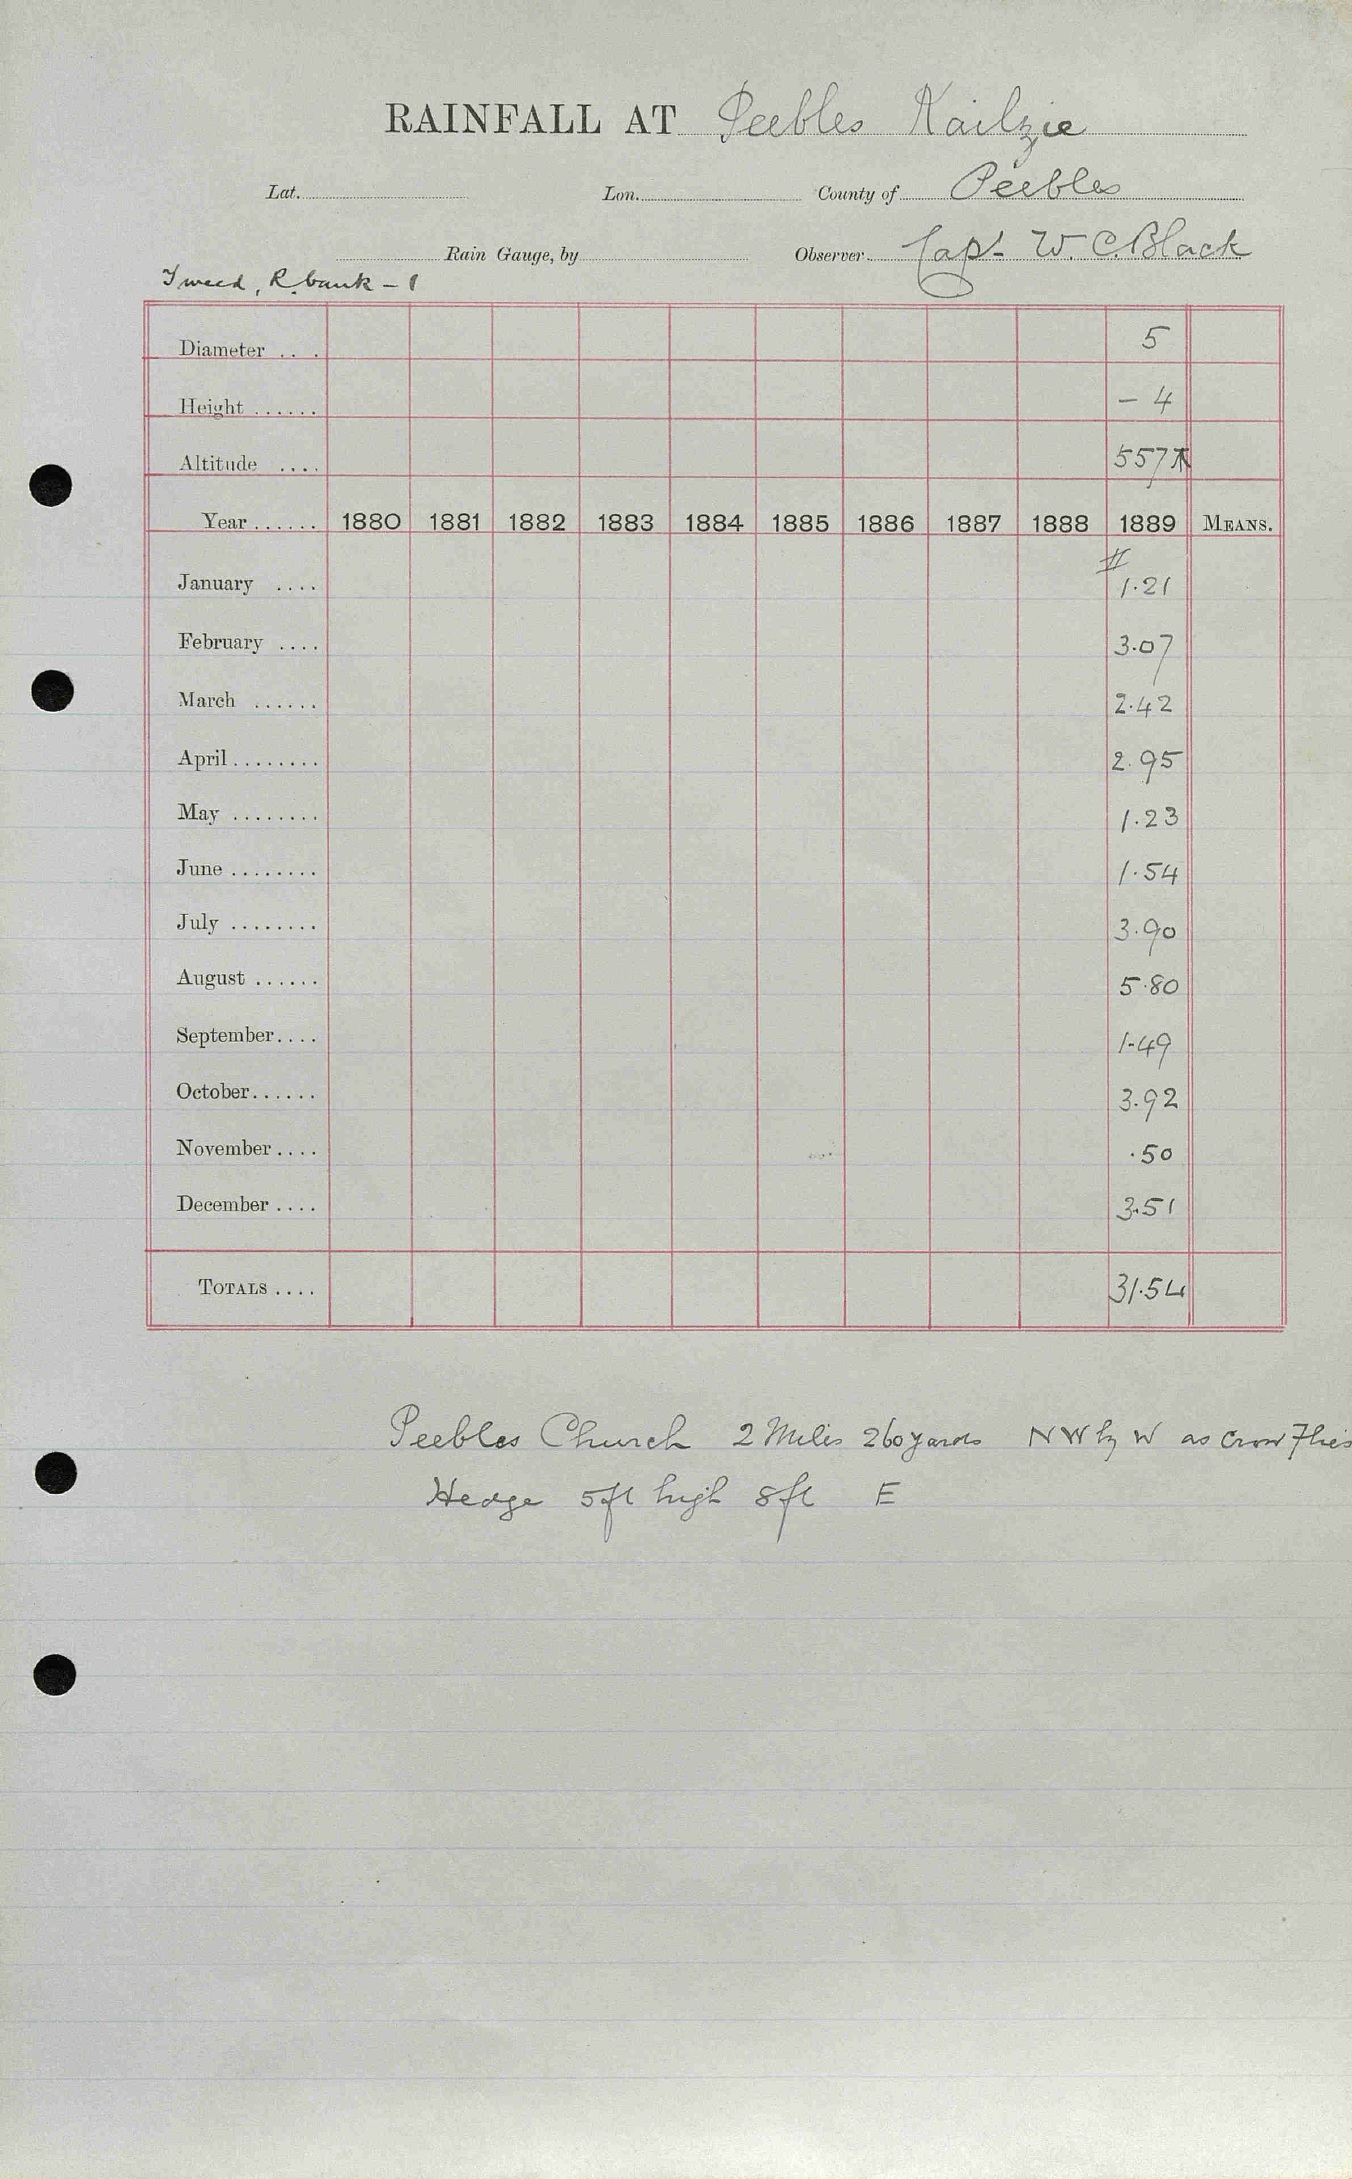 RAINFALL AT Peebles Kailzie
Lat. Lon. County of Peebles
Rain Gauge, by Observer Capt W. C. Black
Tweed, R. bank - 1
Diameter .. . 5
Height ...... - 4
Altitude .... 557
Year ...... 1880 1881 1882 1883 1884 1885 1886 1887 1888 1889 MEANS.
#
January .... 1.21
February .... 3.07
March ...... 2.42
April ........ 2.95
May ........ 1.23
June ........ 1.54
July ........ 3.90
August ...... 5.80
September .... 1.49
October ...... 3.92
November .... .50
December .... 3.51
TOTALS .... 31.54
Peebles Church 2 Miles 260 yards NW by W as Crow Flies
Hedge 5ft high 8ft E